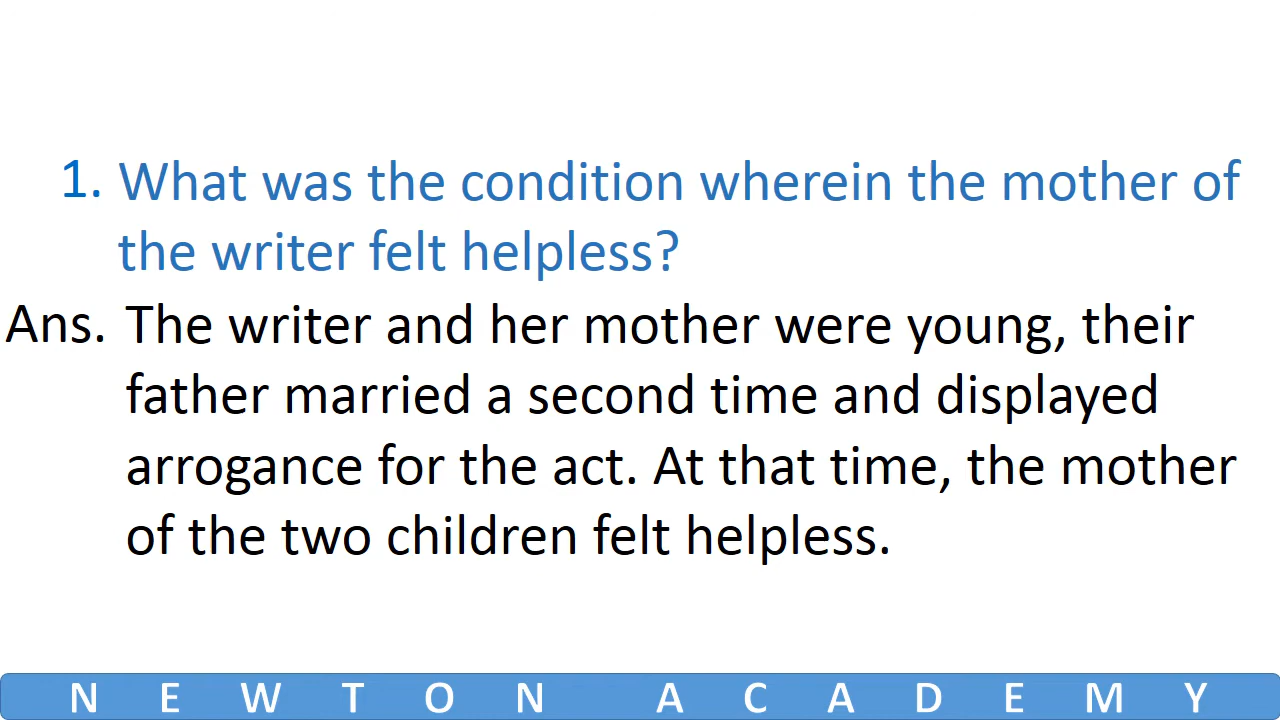 1. What was the condition wherein the mother of
the writer felt helpless?
Ans. The writer and her mother were young, their
father married a second time and displayed
arrogance for the act. At that time, the mother
of the two children felt helpless.
NEWTON ACADEMY